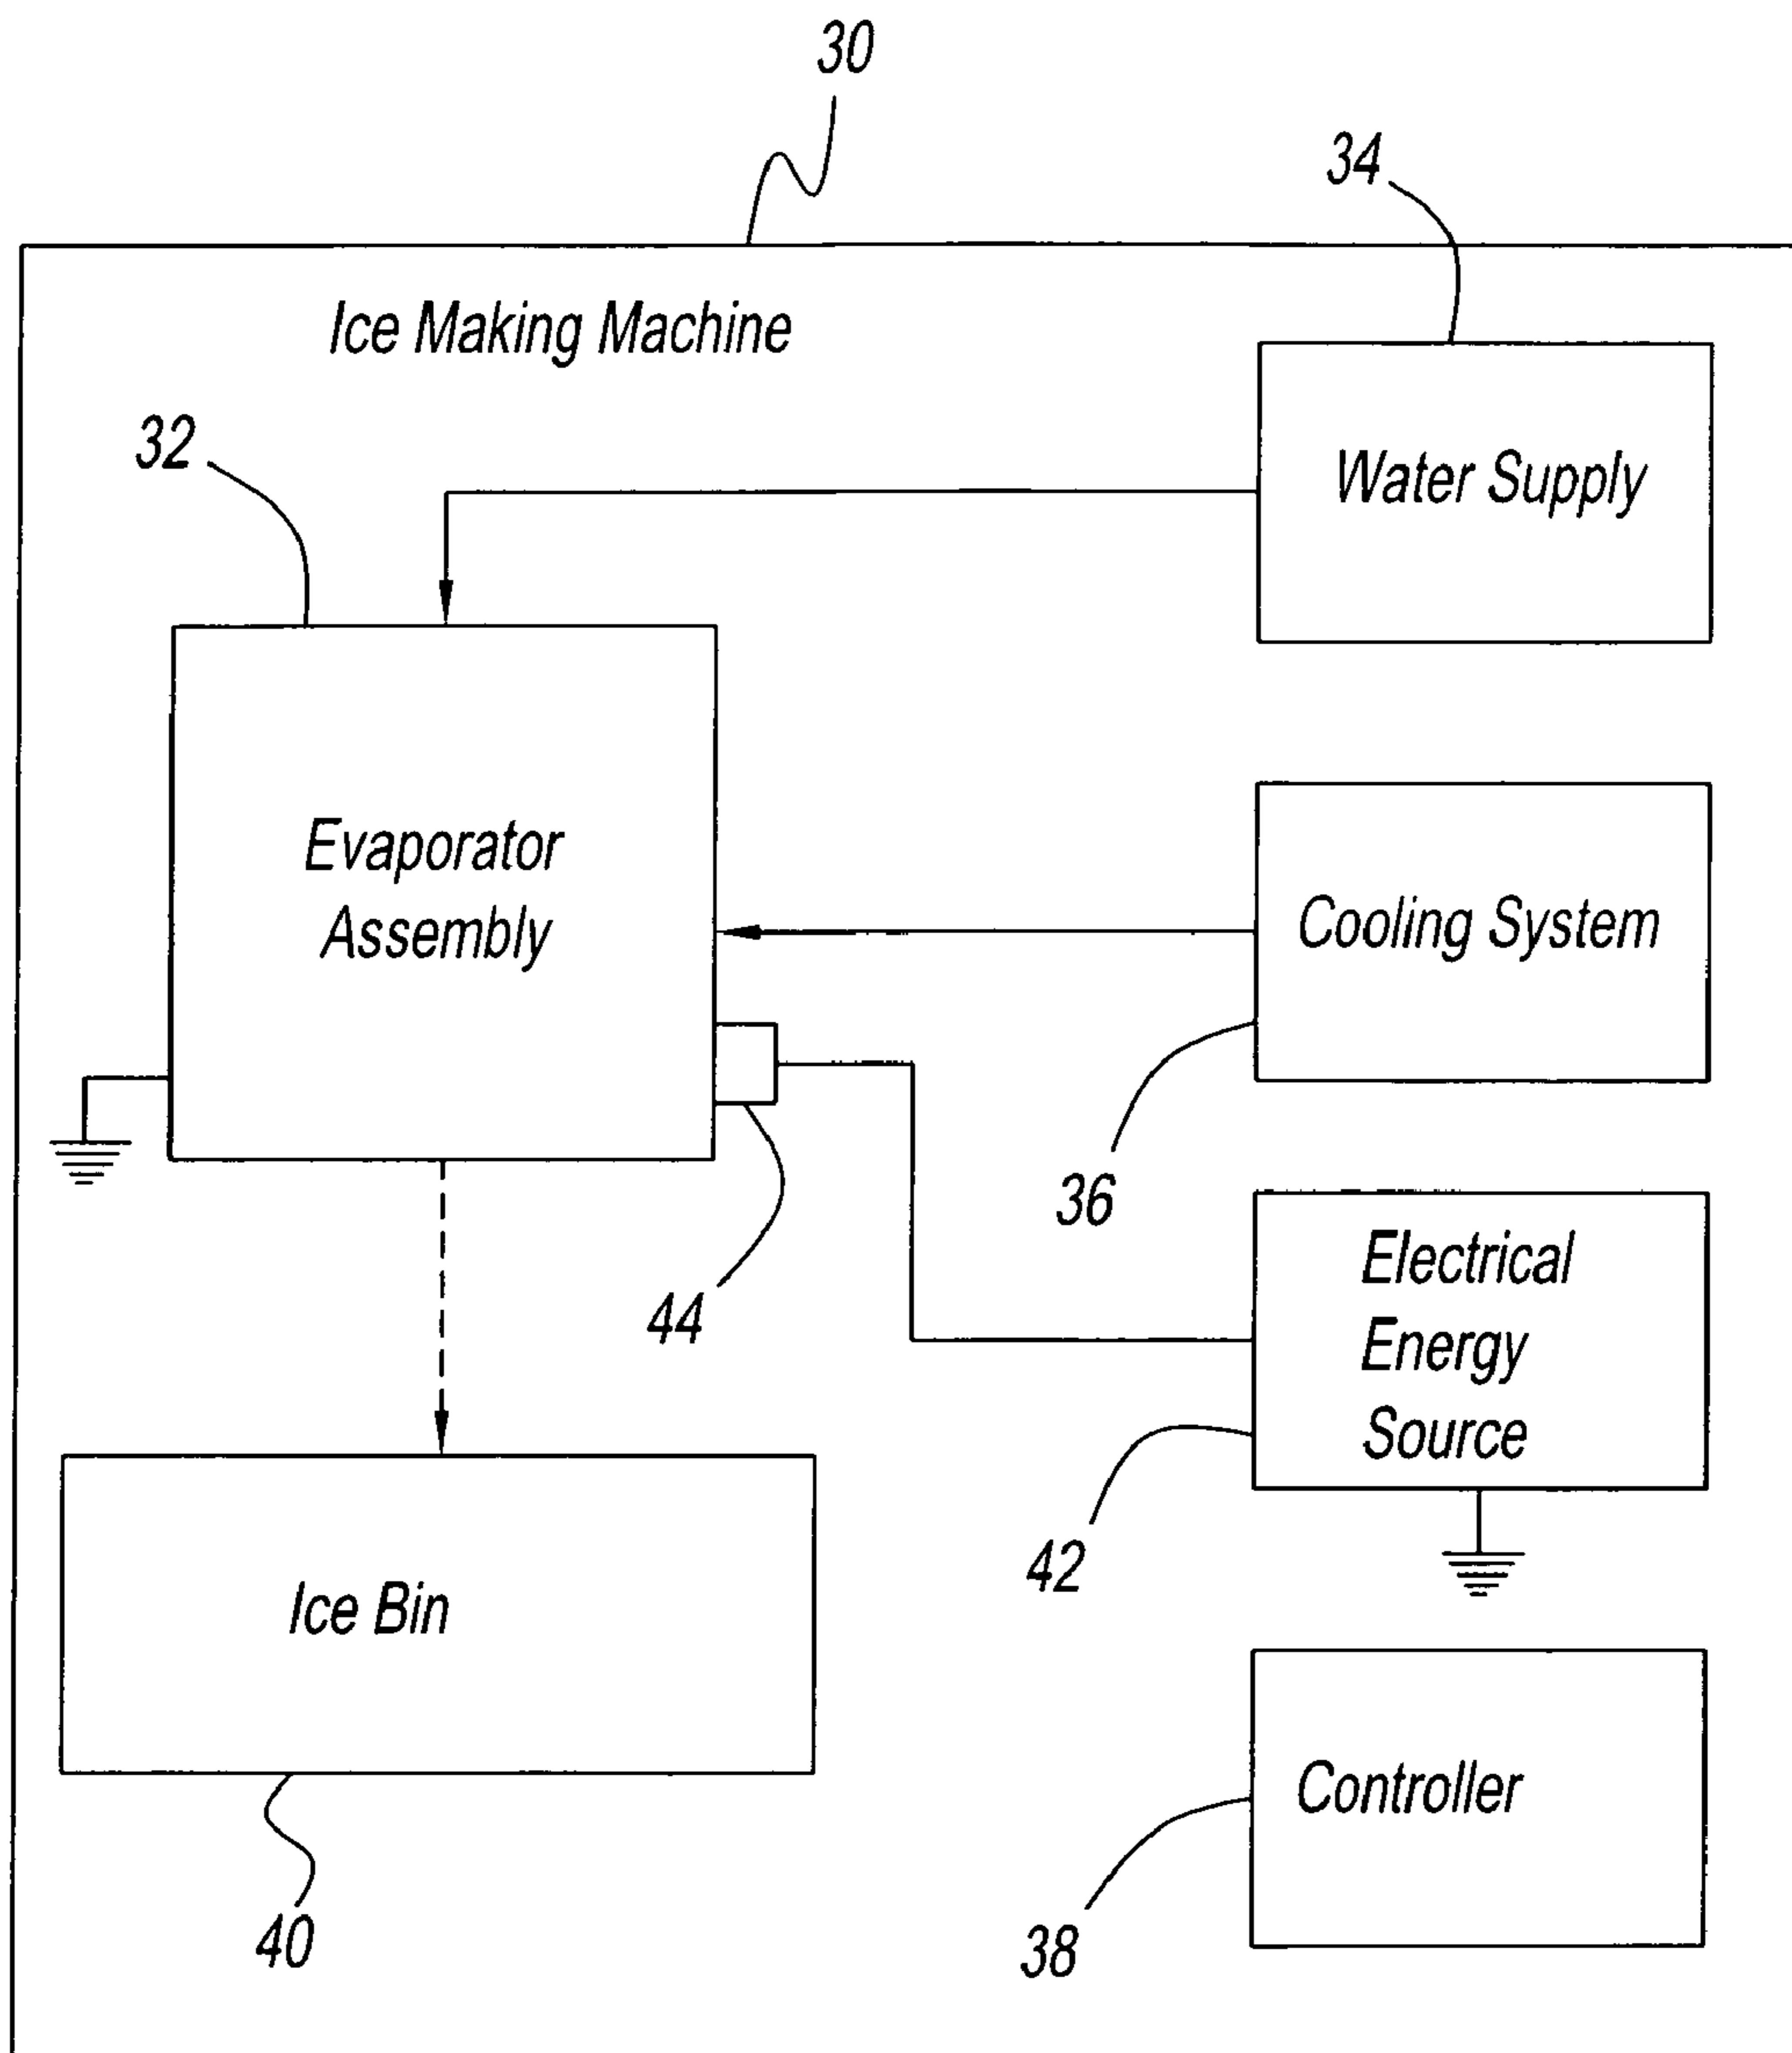 30
34
Ice Making Machine
32
Water Supply
Evaporator
Assembly
Cooling System
36
44
Electrical
Energy
Source
42
Ice Bin
Controller
40
38